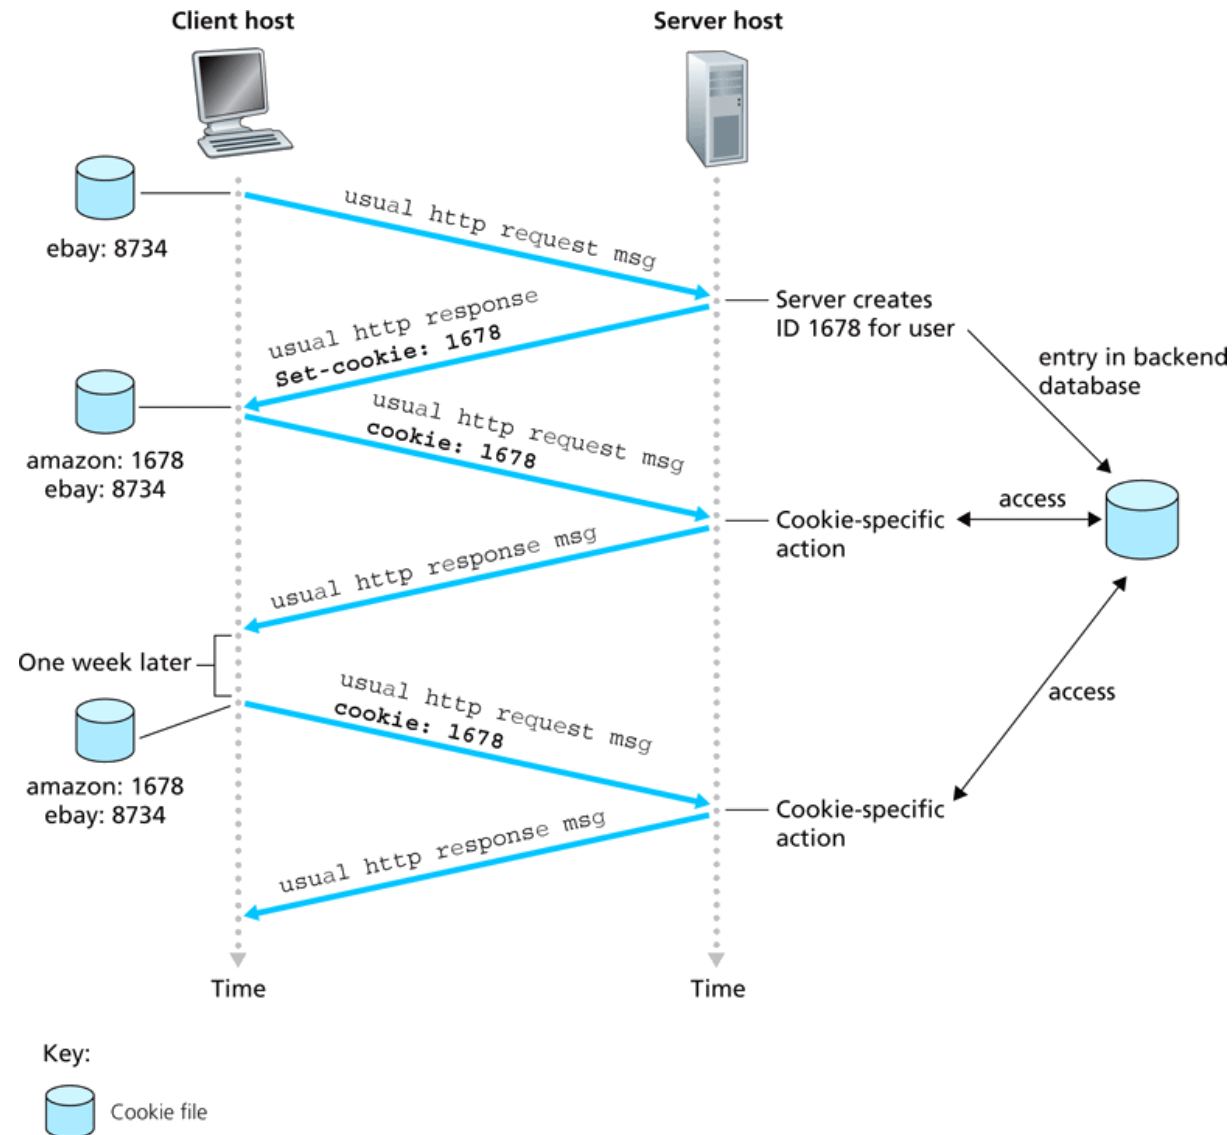 Client host
Server host
usual http request msg
ebay: 8734
Server creates
ID 1678 for user
usual http response
Set-cookie: 1678
entry in backend
database
usual http request msg
cookie: 1678
amazon: 1678
ebay: 8734
access
Cookie-specific
action
usual http response msg
One week later
usual http request msg
cookie: 1678
access
amazon: 1678
ebay: 8734
Cookie-specific
action
usual http response msg
Time
Time
Key:
Cookie file